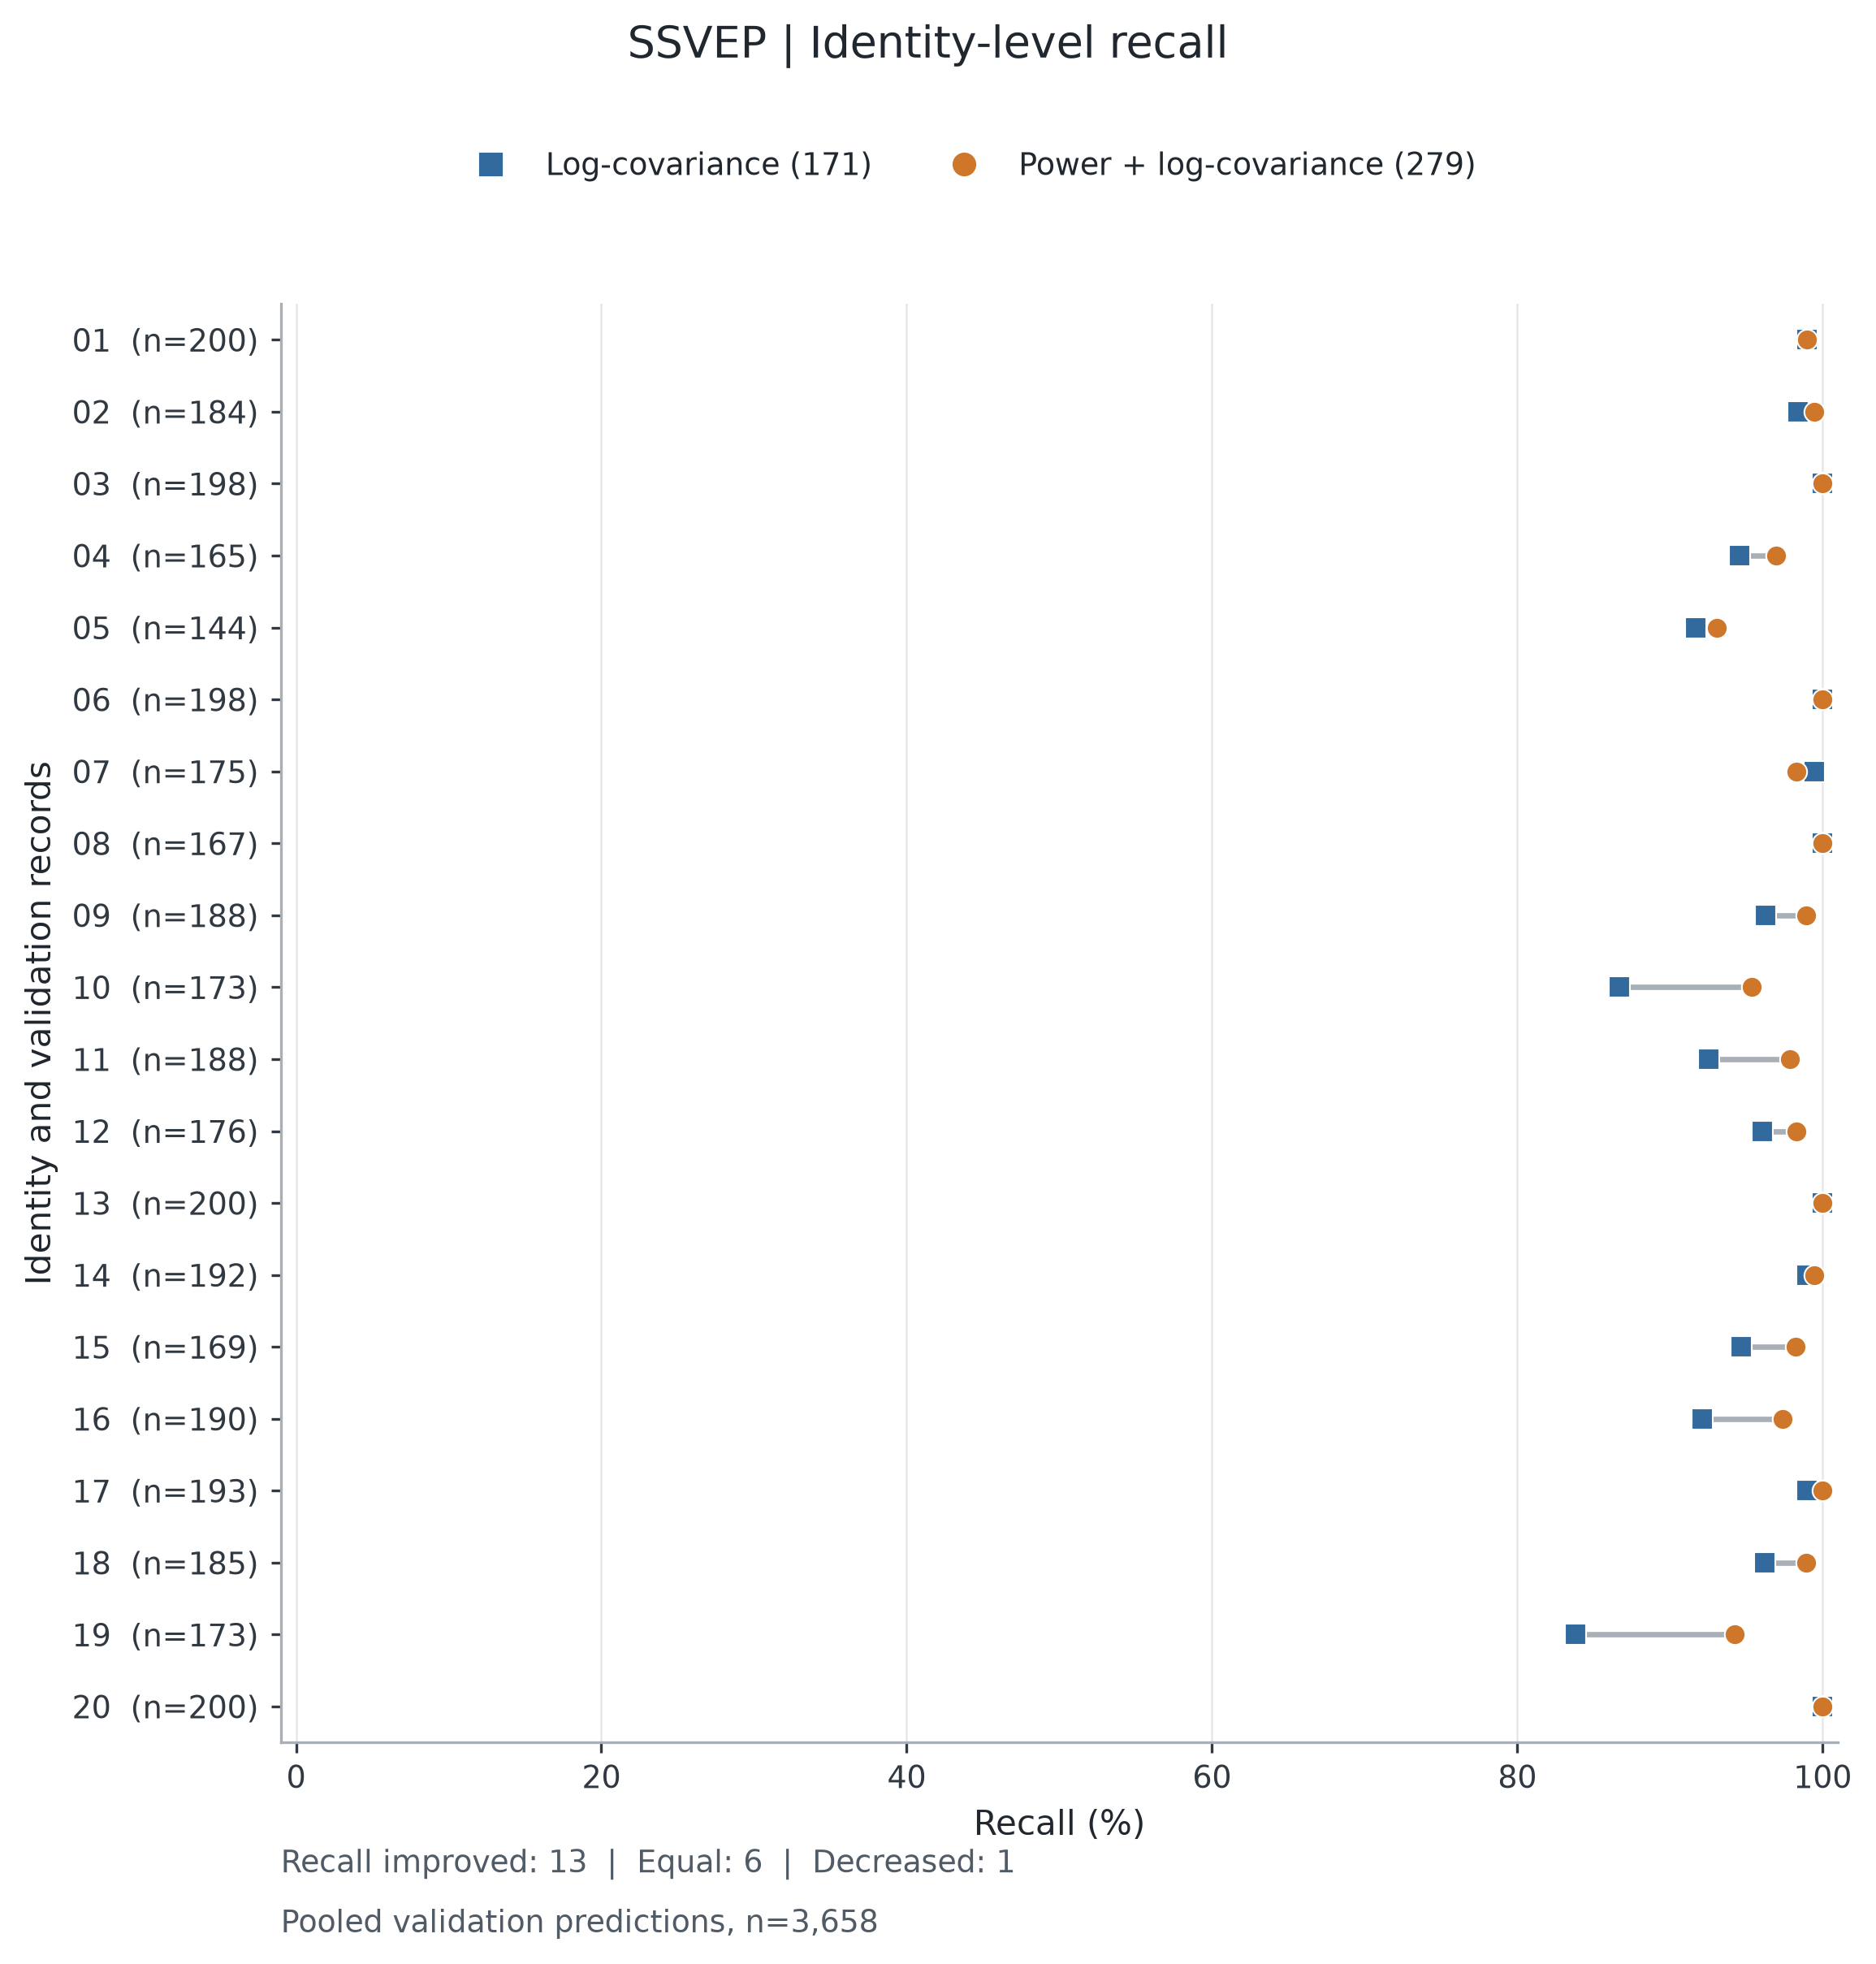 SSVEP | Identity-level recall
Log-covariance (171)
Power + log-covariance (279)
Identity and validation records
01 (n=200)
02 (n=184)
03 (n=198)
04 (n=165)
05 (n=144)
06 (n=198)
07 (n=175)
08 (n=167)
09 (n=188)
10 (n=173)
11 (n=188)
12 (n=176)
13 (n=200)
14 (n=192)
15 (n=169)
16 (n=190)
17 (n=193)
18 (n=185)
19 (n=173)
20 (n=200)
0 20 40 60 80 100
Recall (%)
Recall improved: 13 | Equal: 6 | Decreased: 1
Pooled validation predictions, n=3,658